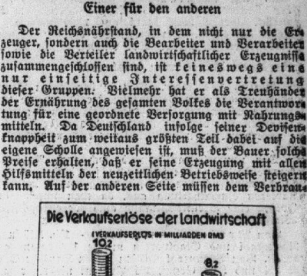 Einer für den anderen
Der Reichsnährstand, in dem nicht nur die Er-
zeuger, sondern auch die Bearbeiter und Verarbeiter
sowie die Verteiler landwirtschaftlicher Erzeugnisse
zusammengeschlossen sind, ist keineswegs eine
nur einseitige Interessenvertretung
dieser Gruppen. Vielmehr hat er als Treuhänder
der Ernährung des gesamten Volkes die Verantwor-
tung für eine geordnete Versorgung mit Nahrungs-
mitteln. Da Deutschland infolge seiner Devisen-
knappheit zum weitaus größten Teil dabei auf die
eigene Scholle angewiesen ist, muß der Bauer solche
Preise erhalten, daß er seine Erzeugung mit allen
Hilfsmitteln der neuzeitlichen Betriebsweise steigern
kann. Auf der anderen Seite müssen dem Verbrau-
Die Verkaufserlöse der Landwirtschaft
(VERKAUFSERLÖS IN MILLIARDEN RM)
10,2
8,2